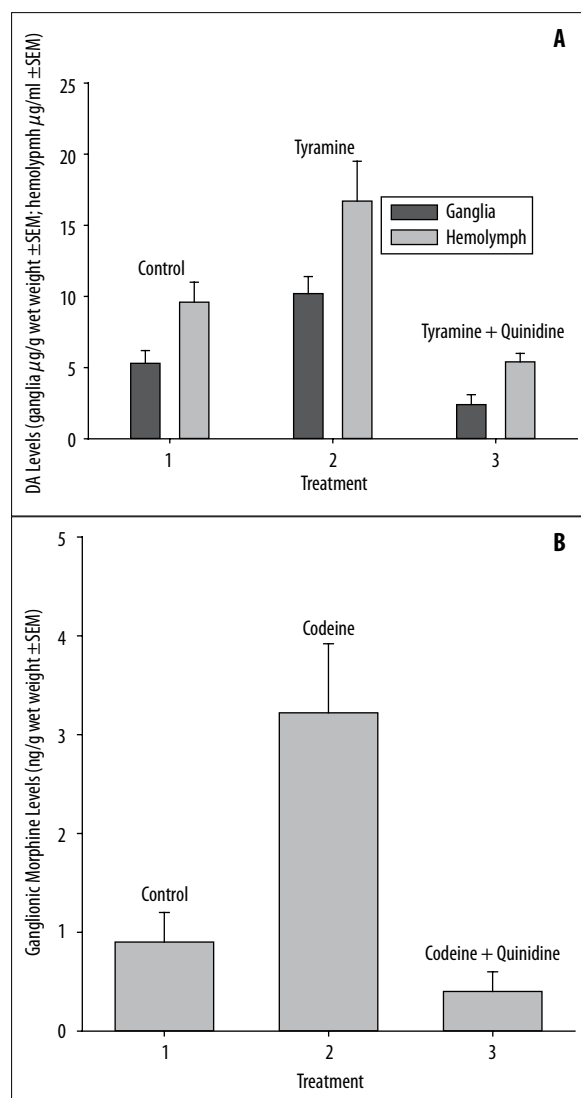 A
DA Levels (ganglia µg/g wet weight ±SEM; hemolypmh µg/ml ±SEM)
25
20
15
10
5
0
Control
Tyramine
Tyramine + Quinidine
Ganglia
Hemolymph
1
2
3
Treatment
B
Ganglionic Morphine Levels (ng/g wet weight ±SEM)
5
4
3
2
1
0
Control
Codeine
Codeine + Quinidine
1
2
3
Treatment